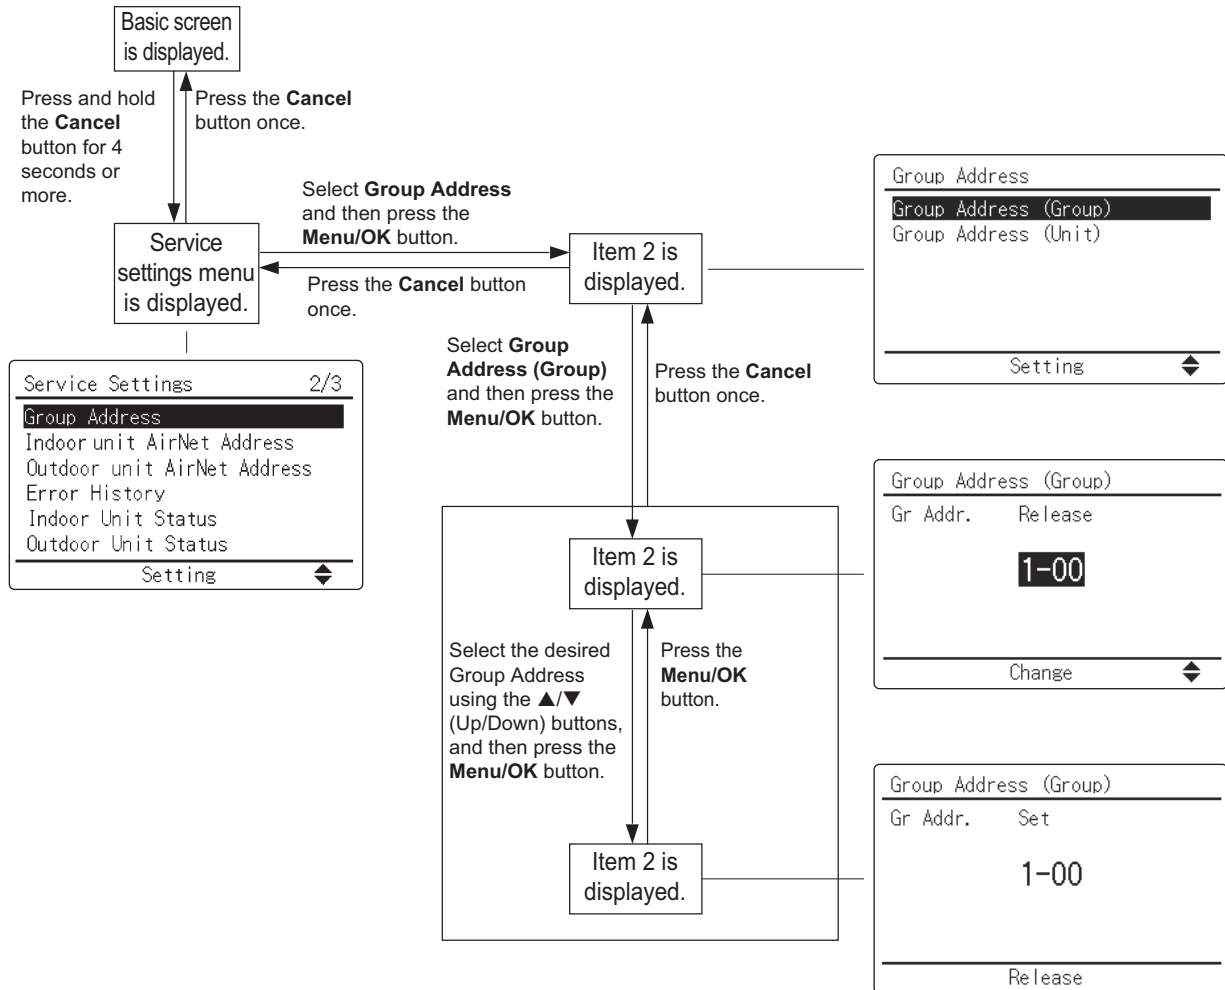 Basic screen
is displayed.
Press and hold
the Cancel
button for 4
seconds or
more.
Press the Cancel
button once.
Select Group Address
and then press the
Menu/OK button.
Service
settings menu
is displayed.
Press the Cancel button
once.
Item 2 is
displayed.
Group Address
Group Address (Group)
Group Address (Unit)
Setting
Service Settings 2/3
Group Address
Indoor unit AirNet Address
Outdoor unit AirNet Address
Error History
Indoor Unit Status
Outdoor Unit Status
Setting
Select Group
Address (Group)
and then press the
Menu/OK button.
Press the Cancel
button once.
Item 2 is
displayed.
Group Address (Group)
Gr Addr. Release
1-00
Change
Select the desired
Group Address
using the ▲/▼
(Up/Down) buttons,
and then press the
Menu/OK button.
Press the
Menu/OK
button.
Item 2 is
displayed.
Group Address (Group)
Gr Addr. Set
1-00
Release